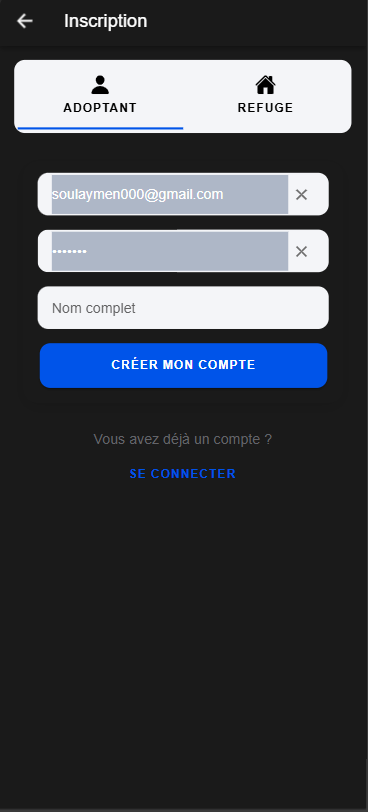 Inscription
ADOPTANT
REFUGE
soulaymen000@gmail.com
•••••••
Nom complet
CRÉER MON COMPTE
Vous avez déjà un compte ?
SE CONNECTER